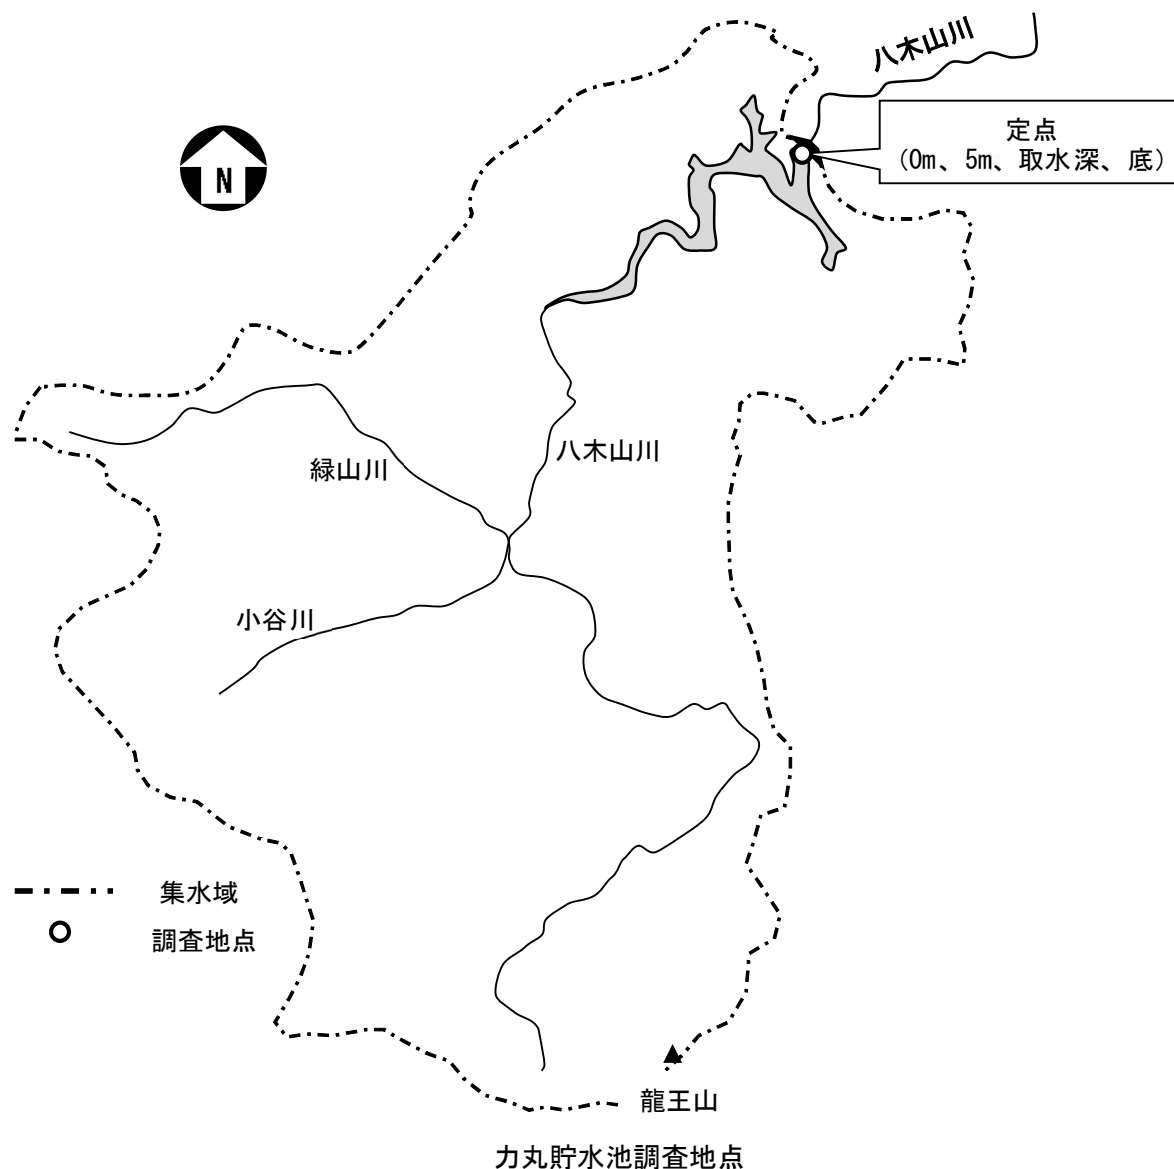 八木山川
定点
(0m、5m、取水深、底)
N
八木山川
緑山川
小谷川
集水域
調査地点
龍王山
力丸貯水池調査地点